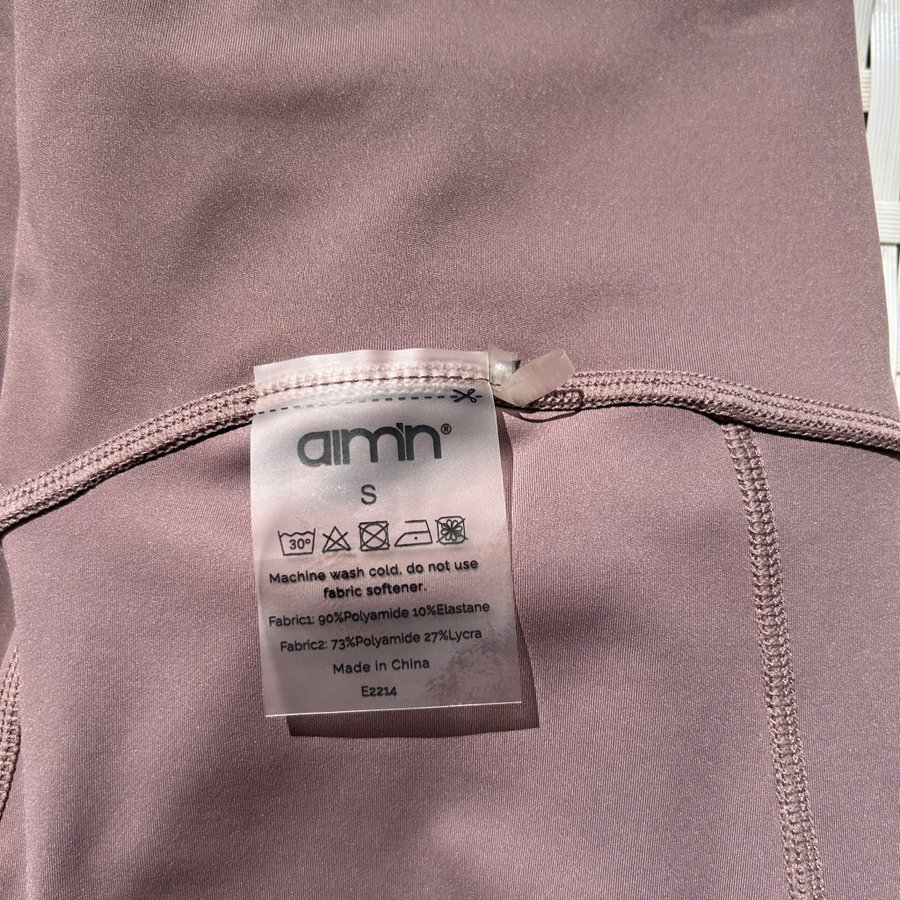 aim'n®
S
30°
Machine wash cold. do not use
fabric softener.
Fabric1: 90%Polyamide 10%Elastane
Fabric2: 73%Polyamide 27%Lycra
Made in China
E2214